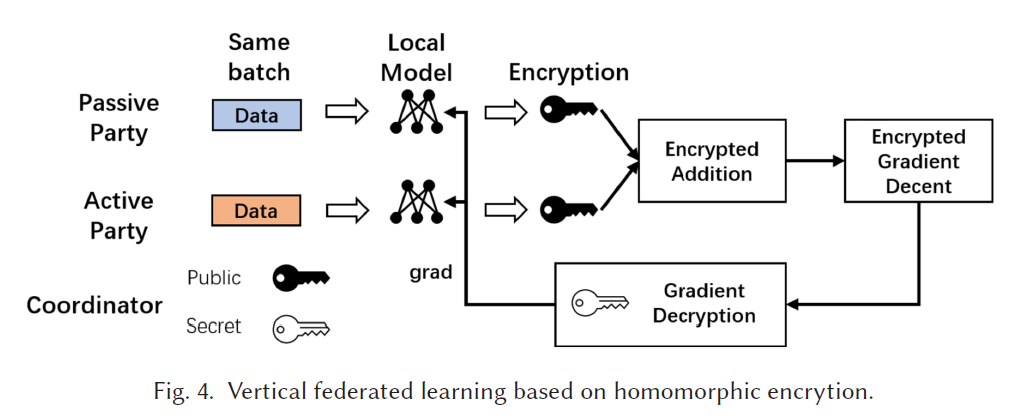 Same
batch
Local
Model
Encryption
Passive
Party
Data
Encrypted
Addition
Encrypted
Gradient
Decent
Active
Party
Data
grad
Coordinator
Public
Secret
Gradient
Decryption
Fig. 4. Vertical federated learning based on homomorphic encrytion.